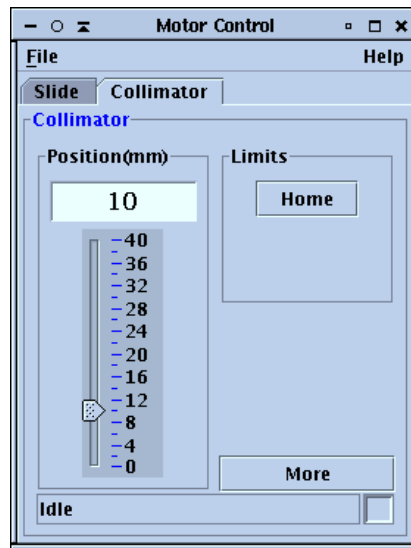 Motor Control
File Help
Slide Collimator
Collimator
Position(mm) Limits
10 Home
40
36
32
28
24
20
16
12
8
4
0
More
Idle